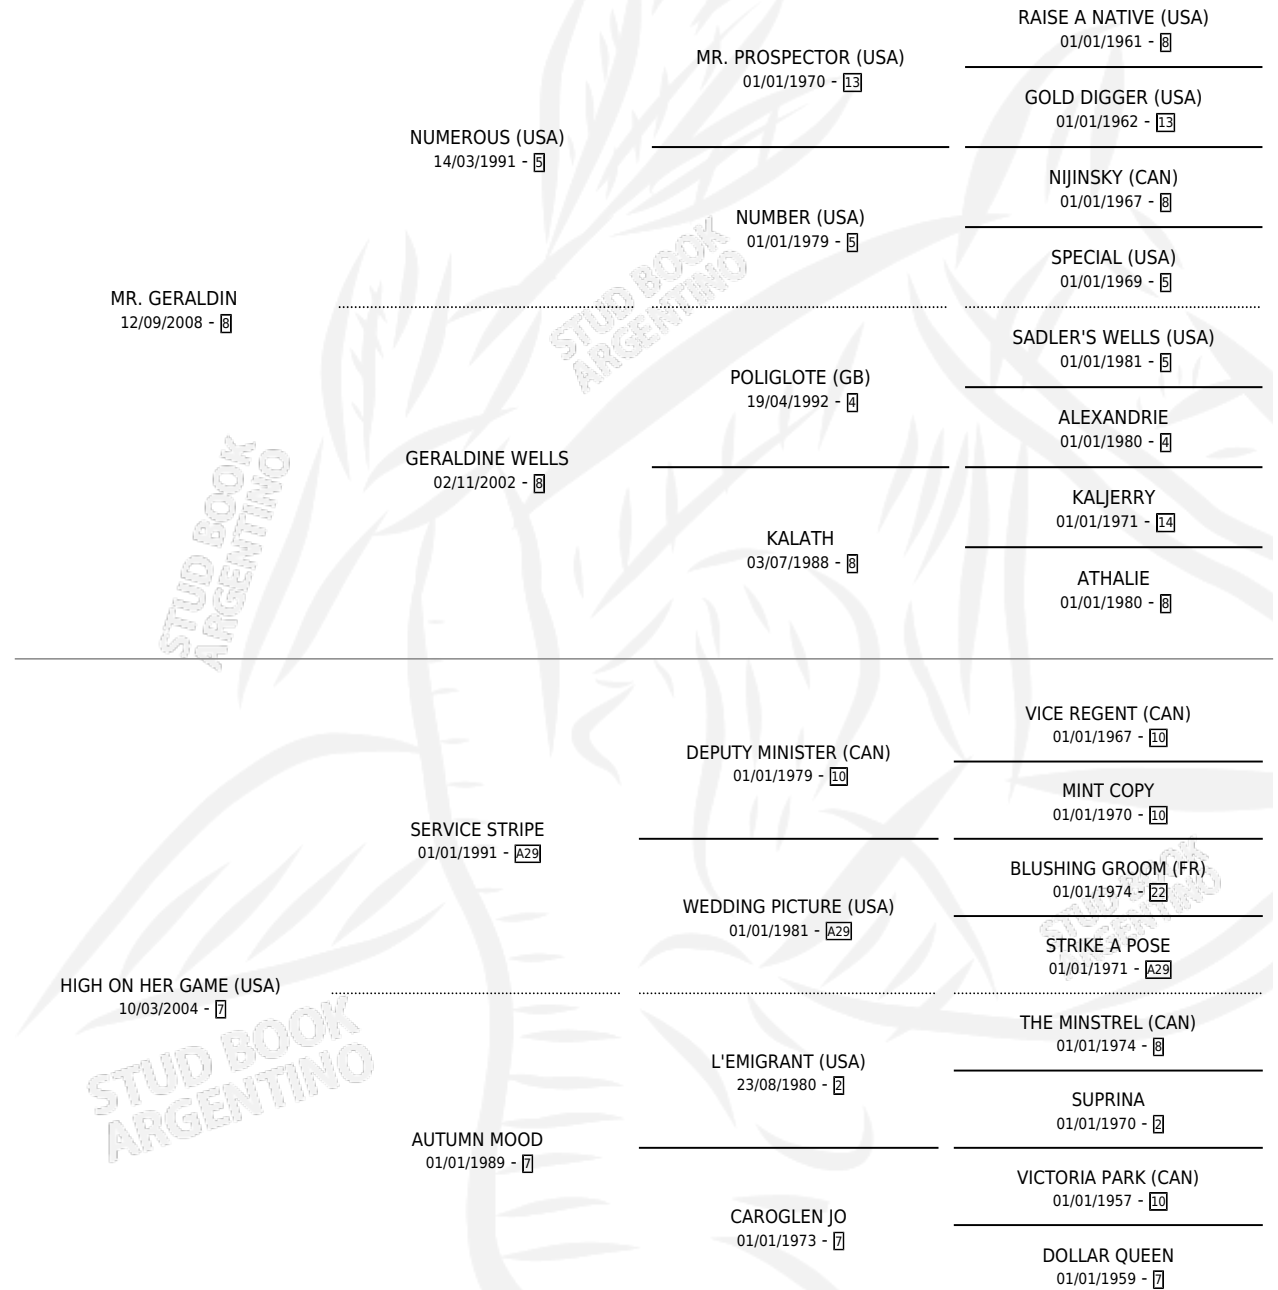 RAISE A NATIVE (USA)
01/01/1961 - 8
MR. PROSPECTOR (USA)
01/01/1970 - 13
GOLD DIGGER (USA)
01/01/1962 - 13
NUMEROUS (USA)
14/03/1991 - 5
NIJINSKY (CAN)
01/01/1967 - 8
NUMBER (USA)
01/01/1979 - 5
SPECIAL (USA)
01/01/1969 - 5
MR. GERALDIN
12/09/2008 - 8
SADLER'S WELLS (USA)
01/01/1981 - 5
POLIGLOTE (GB)
19/04/1992 - 4
ALEXANDRIE
01/01/1980 - 4
GERALDINE WELLS
02/11/2002 - 8
KALJERRY
01/01/1971 - 14
KALATH
03/07/1988 - 8
ATHALIE
01/01/1980 - 8
STUD BOOK
ARGENTINO
STUD BOOK
ARGENTINO
VICE REGENT (CAN)
01/01/1967 - 10
DEPUTY MINISTER (CAN)
01/01/1979 - 10
MINT COPY
01/01/1970 - 10
SERVICE STRIPE
01/01/1991 - A29
BLUSHING GROOM (FR)
01/01/1974 - 22
WEDDING PICTURE (USA)
01/01/1981 - A29
STRIKE A POSE
01/01/1971 - A29
HIGH ON HER GAME (USA)
10/03/2004 - 7
THE MINSTREL (CAN)
01/01/1974 - 8
L'EMIGRANT (USA)
23/08/1980 - 2
SUPRINA
01/01/1970 - 2
AUTUMN MOOD
01/01/1989 - 7
VICTORIA PARK (CAN)
01/01/1957 - 10
CAROGLEN JO
01/01/1973 - 7
DOLLAR QUEEN
01/01/1959 - 7
STUD BOOK
ARGENTINO
STUD BOOK
ARGENTINO